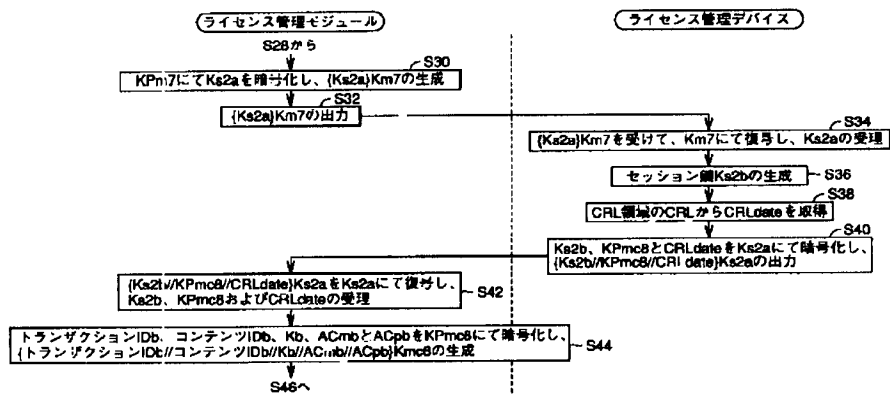 ライセンス管理モジュール
ライセンス管理デバイス
S28から
S30
KPm7にてKs2aを暗号化し、{Ks2a}Km7の生成
S32
{Ks2a}Km7の出力
S34
{Ks2a}Km7を受けて、Km7にて復号し、Ks2aの受理
セッション鍵Ks2bの生成
S36
S38
CRL領域のCRLからCRLdateを取得
S40
Ks2b、KPmc8とCRLdateをKs2aにて暗号化し、
{Ks2b//KPmc8//CRLdate}Ks2aの出力
{Ks2b//KPmc8//CRLdate}Ks2aをKs2aにて復号し、
Ks2b、KPmc8およびCRLdateの受理
S42
トランザクションIDb、コンテンツIDb、Kb、ACmbとACpbをKPmc8にて暗号化し、
{トランザクションIDb//コンテンツIDb//Kb//ACmb//ACpb}Kmc8の生成
S44
S46へ